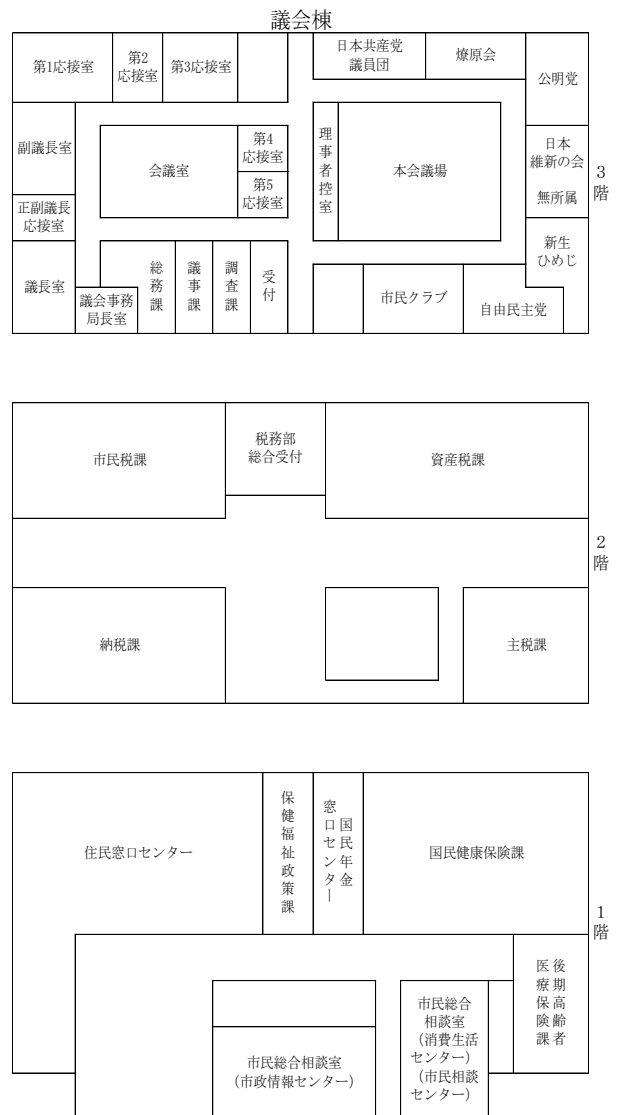 議会棟
第1応接室
第2
応接室
第3応接室
日本共産党
議員団
燎原会
公明党
副議長室
会議室
第4
応接室
第5
応接室
理事者控室
本会議場
日本
維新の会
無所属
3階
正副議長
応接室
議長室
議会事務
局長室
総務課
議事課
調査課
受付
市民クラブ
自由民主党
新生
ひめじ
市民税課
税務部
総合受付
資産税課
2階
納税課
主税課
住民窓口センター
保健福祉政策課
国民年金
窓口センター
国民健康保険課
1階
後期高齢者
医療保険課
市民総合相談室
（市政情報センター）
市民総合
相談室
（消費生活
センター）
（市民相談
センター）